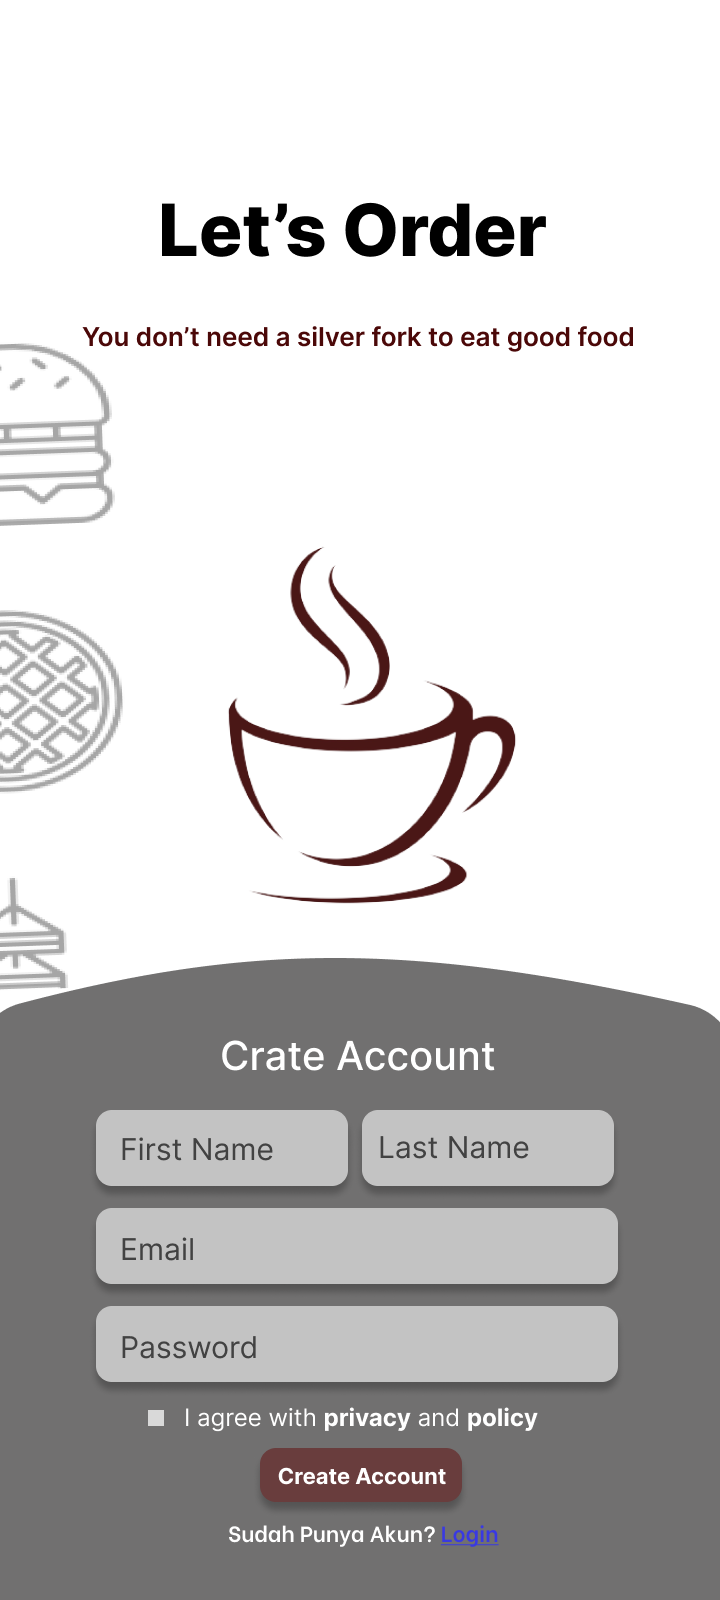 Let’s Order
You don’t need a silver fork to eat good food
Crate Account
First Name Last Name
Email
Password
I agree with privacy and policy
Create Account
Sudah Punya Akun? Login